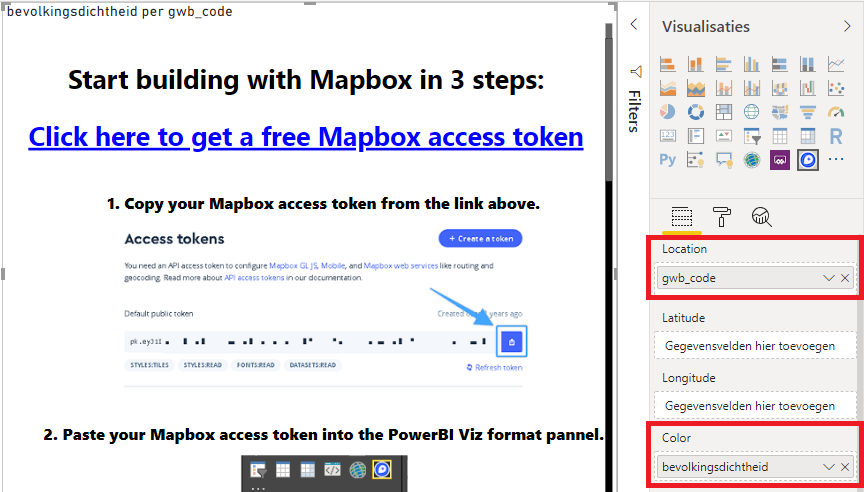 bevolkingsdichtheid per gwb_code
Start building with Mapbox in 3 steps:
Click here to get a free Mapbox access token
1. Copy your Mapbox access token from the link above.
Access tokens
+ Create a token
You need an API access token to configure Mapbox GL JS, Mobile, and Mapbox web services like routing and
geocoding. Read more about API access tokens in our documentation.
Default public token
Created years ago
pk.eyJ1I
STYLES:TILES
STYLES:READ
FONTS:READ
DATASETS:READ
Refresh token
2. Paste your Mapbox access token into the PowerBI Viz format pannel.
...
Filters
Visualisaties
123
R
Py
...
Location
gwb_code
Latitude
Gegevensvelden hier toevoegen
Longitude
Gegevensvelden hier toevoegen
Color
bevolkingsdichtheid